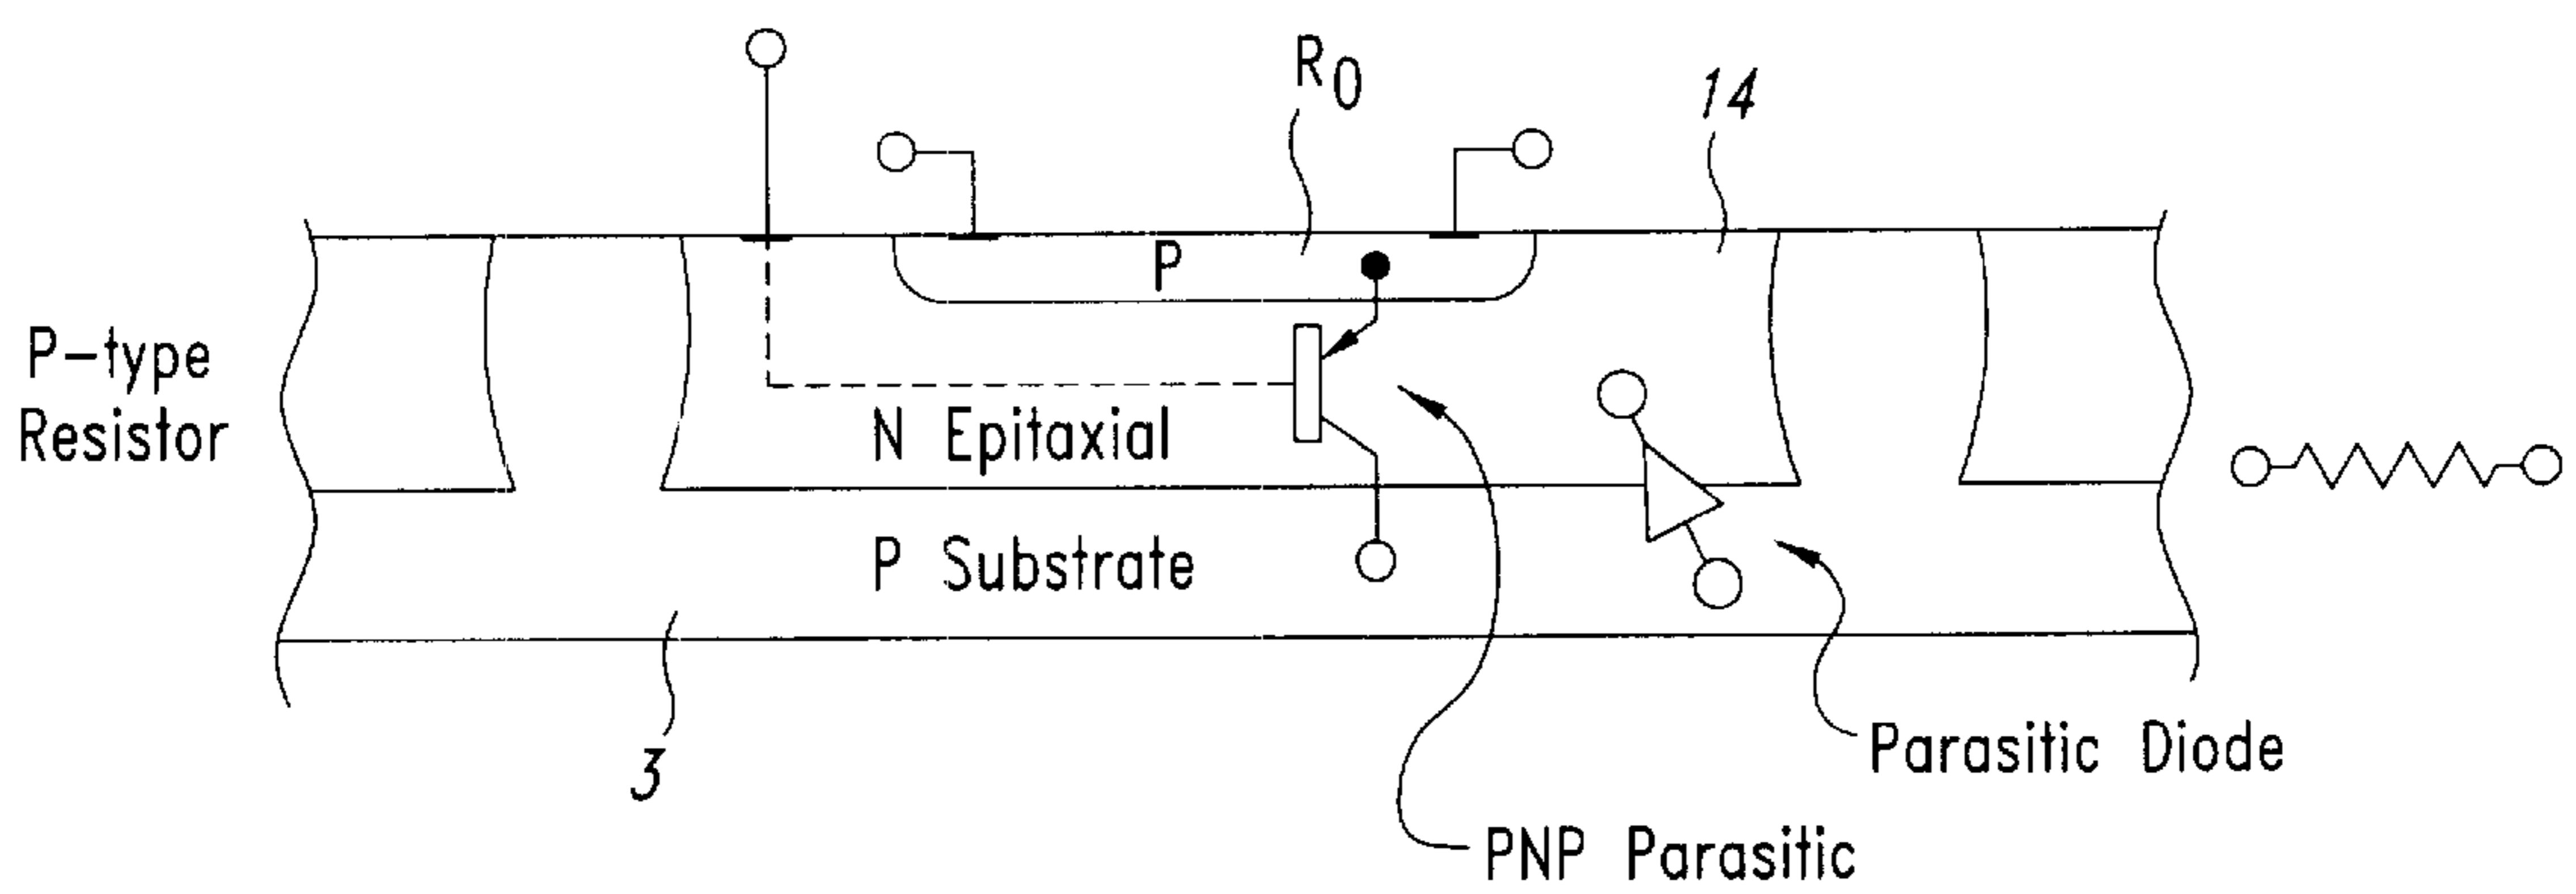 R0
14
P
P-type
Resistor
N Epitaxial
P Substrate
3
Parasitic Diode
PNP Parasitic